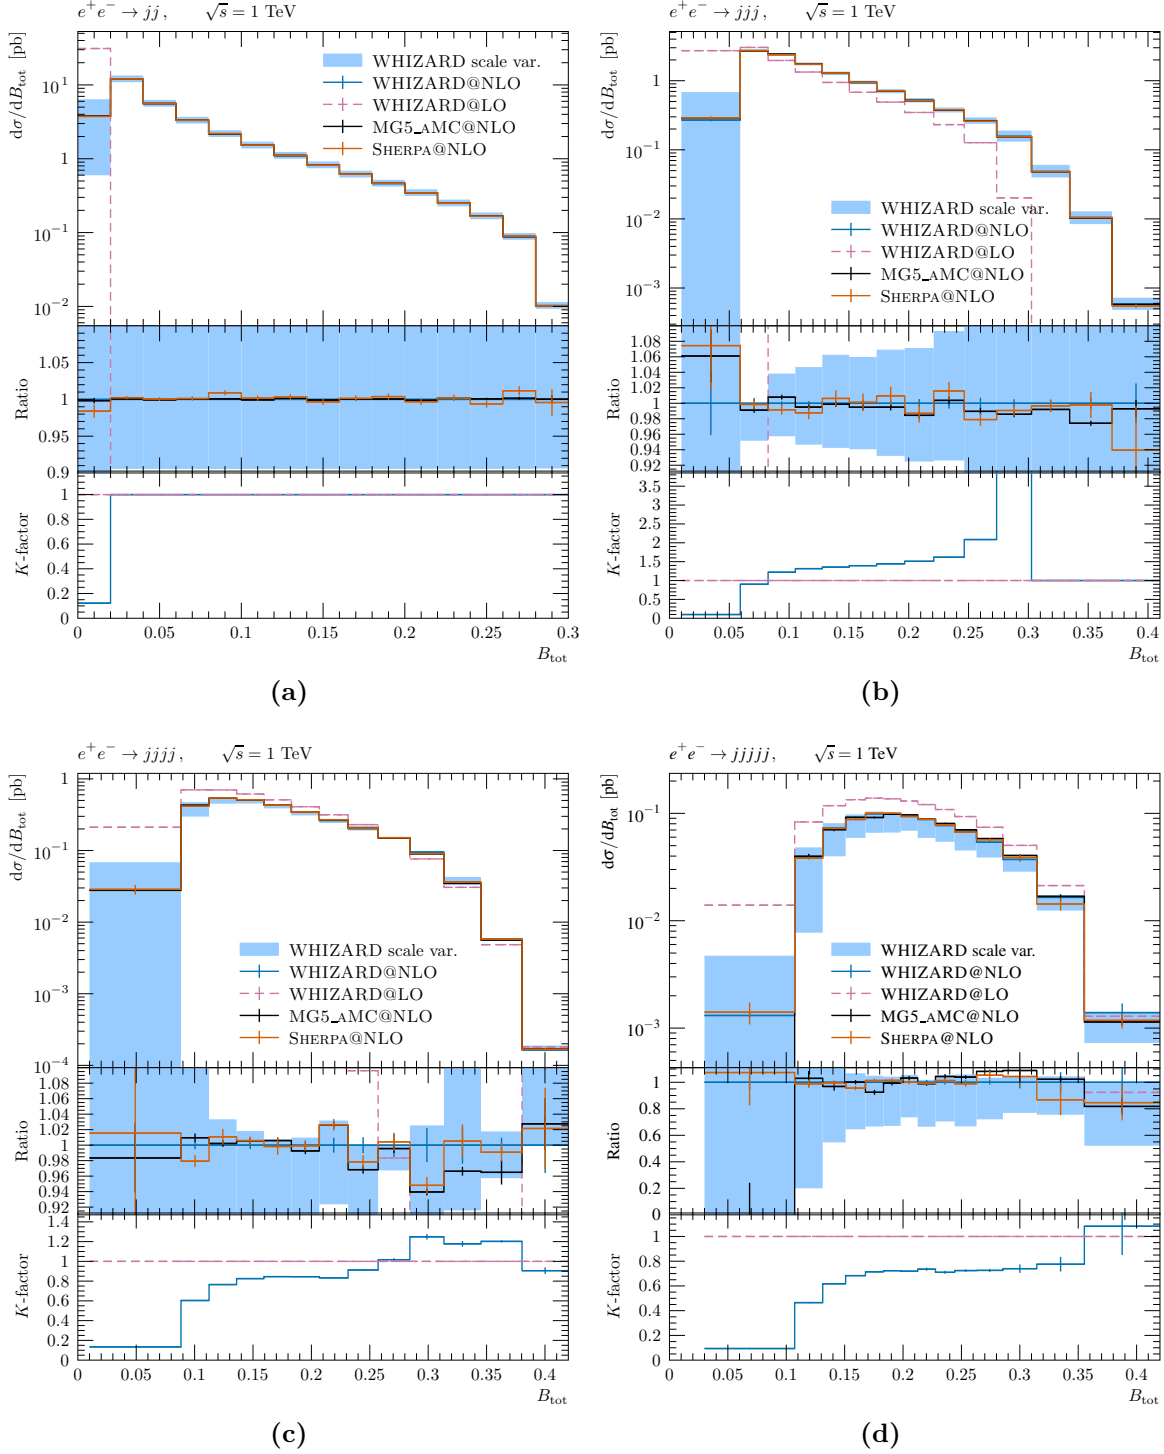 e⁺e⁻ → jj, √s = 1 TeV
dσ/dB_tot [pb]
10¹
1
10⁻¹
10⁻²
WHIZARD scale var.
WHIZARD@NLO
WHIZARD@LO
MG5_AMC@NLO
SHERPA@NLO
Ratio
1.05
1
0.95
0.9
K-factor
1
0.8
0.6
0.4
0.2
0
0 0.05 0.1 0.15 0.2 0.25 0.3
B_tot
(a)
e⁺e⁻ → jjj, √s = 1 TeV
dσ/dB_tot [pb]
1
10⁻¹
10⁻²
10⁻³
WHIZARD scale var.
WHIZARD@NLO
WHIZARD@LO
MG5_AMC@NLO
SHERPA@NLO
Ratio
1.08
1.06
1.04
1.02
1
0.98
0.96
0.94
0.92
K-factor
3.5
3
2.5
2
1.5
1
0.5
0
0 0.05 0.1 0.15 0.2 0.25 0.3 0.35 0.4
B_tot
(b)
e⁺e⁻ → jjjj, √s = 1 TeV
dσ/dB_tot [pb]
1
10⁻¹
10⁻²
10⁻³
10⁻⁴
WHIZARD scale var.
WHIZARD@NLO
WHIZARD@LO
MG5_AMC@NLO
SHERPA@NLO
Ratio
1.08
1.06
1.04
1.02
1
0.98
0.96
0.94
0.92
K-factor
1.4
1.2
1
0.8
0.6
0.4
0.2
0
0 0.05 0.1 0.15 0.2 0.25 0.3 0.35 0.4
B_tot
(c)
e⁺e⁻ → jjjjj, √s = 1 TeV
dσ/dB_tot [pb]
10⁻¹
10⁻²
10⁻³
WHIZARD scale var.
WHIZARD@NLO
WHIZARD@LO
MG5_AMC@NLO
SHERPA@NLO
Ratio
1
0.8
0.6
0.4
0.2
0
K-factor
1
0.8
0.6
0.4
0.2
0
0 0.05 0.1 0.15 0.2 0.25 0.3 0.35 0.4
B_tot
(d)